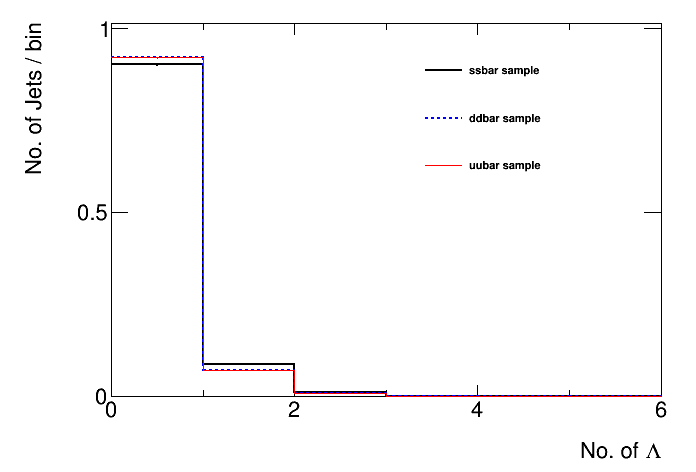 No. of Jets / bin
1
0.5
0
ssbar sample
ddbar sample
uubar sample
0 2 4 6
No. of Λ